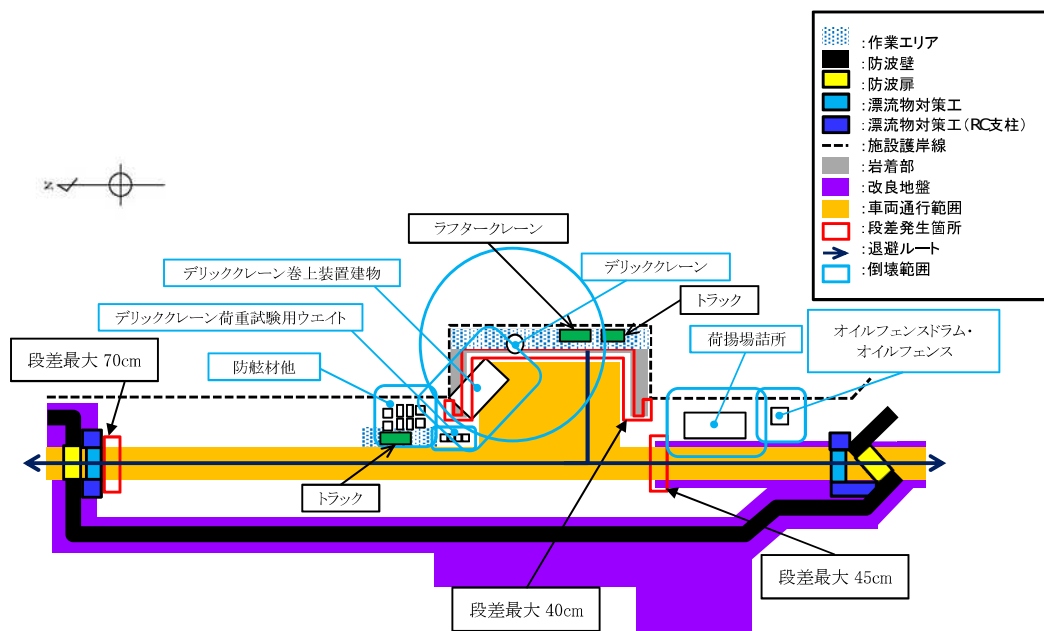 :作業エリア
:防波壁
:防波扉
:漂流物対策工
:漂流物対策工(RC支柱)
:施設護岸線
:岩着部
:改良地盤
:車両通行範囲
:段差発生箇所
:退避ルート
:倒壊範囲
N
ラフタークレーン
デリッククレーン巻上装置建物
デリッククレーン
デリッククレーン荷重試験用ウエイト
トラック
荷揚場詰所
オイルフェンスドラム・
オイルフェンス
段差最大 70cm
防舷材他
トラック
段差最大 40cm
段差最大 45cm